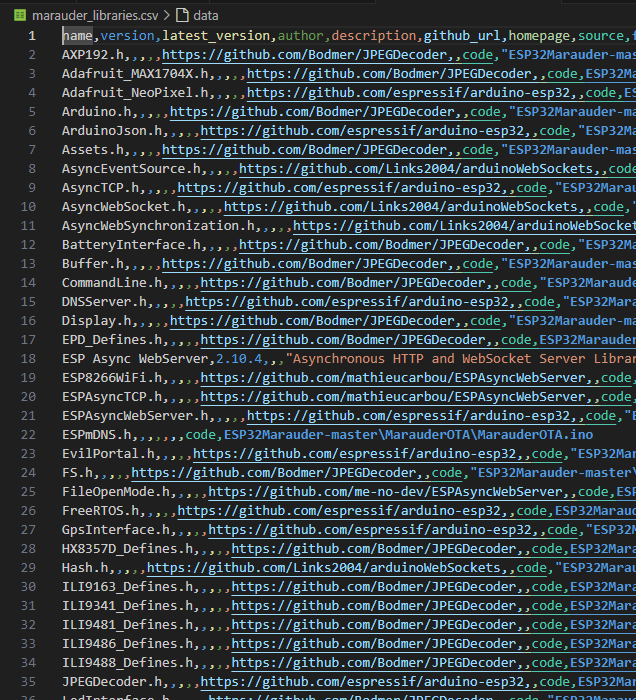 marauder_libraries.csv > data
1 name,version,latest_version,author,description,github_url,homepage,source,f
2 AXP192.h,,,,,https://github.com/Bodmer/JPEGDecoder,,code,"ESP32Marauder-mas
3 Adafruit_MAX1704X.h,,,,,https://github.com/Bodmer/JPEGDecoder,,code,ESP32Ma
4 Adafruit_NeoPixel.h,,,,,https://github.com/espressif/arduino-esp32,,code,ES
5 Arduino.h,,,,,https://github.com/Bodmer/JPEGDecoder,,code,"ESP32Marauder-ma
6 ArduinoJson.h,,,,,https://github.com/espressif/arduino-esp32,,code,"ESP32Ma
7 Assets.h,,,,,https://github.com/Bodmer/JPEGDecoder,,code,"ESP32Marauder-mas
8 AsyncEventSource.h,,,,,https://github.com/Links2004/arduinoWebSockets,,code
9 AsyncTCP.h,,,,,https://github.com/espressif/arduino-esp32,,code,"ESP32Marau
10 AsyncWebSocket.h,,,,,https://github.com/Links2004/arduinoWebSockets,,code,"
11 AsyncWebSynchronization.h,,,,,https://github.com/Links2004/arduinoWebSocket
12 BatteryInterface.h,,,,,https://github.com/Bodmer/JPEGDecoder,,code,"ESP32Ma
13 Buffer.h,,,,,https://github.com/Bodmer/JPEGDecoder,,code,"ESP32Marauder-mas
14 CommandLine.h,,,,,https://github.com/Bodmer/JPEGDecoder,,code,"ESP32Maraude
15 DNSServer.h,,,,,https://github.com/espressif/arduino-esp32,,code,"ESP32Mara
16 Display.h,,,,,https://github.com/Bodmer/JPEGDecoder,,code,"ESP32Marauder-ma
17 EPD_Defines.h,,,,,https://github.com/Bodmer/JPEGDecoder,,code,ESP32Marauder
18 ESP Async WebServer,2.10.4,,,"Asynchronous HTTP and WebSocket Server Librar
19 ESP8266WiFi.h,,,,,https://github.com/mathieucarbou/ESPAsyncWebServer,,code,
20 ESPAsyncTCP.h,,,,,https://github.com/mathieucarbou/ESPAsyncWebServer,,code,
21 ESPAsyncWebServer.h,,,,,https://github.com/espressif/arduino-esp32,,code,"E
22 ESPmDNS.h,,,,,,,code,ESP32Marauder-master\MarauderOTA\MarauderOTA.ino
23 EvilPortal.h,,,,,https://github.com/espressif/arduino-esp32,,code,"ESP32Mar
24 FS.h,,,,,https://github.com/Bodmer/JPEGDecoder,,code,"ESP32Marauder-master\
25 FileOpenMode.h,,,,,https://github.com/me-no-dev/ESPAsyncWebServer,,code,ESP
26 FreeRTOS.h,,,,,https://github.com/espressif/arduino-esp32,,code,ESP32Maraud
27 GpsInterface.h,,,,,https://github.com/espressif/arduino-esp32,,code,"ESP32M
28 HX8357D_Defines.h,,,,,https://github.com/Bodmer/JPEGDecoder,,code,ESP32Mara
29 Hash.h,,,,,https://github.com/Links2004/arduinoWebSockets,,code,ESP32Maraud
30 ILI9163_Defines.h,,,,,https://github.com/Bodmer/JPEGDecoder,,code,ESP32Mara
31 ILI9341_Defines.h,,,,,https://github.com/Bodmer/JPEGDecoder,,code,ESP32Mara
32 ILI9481_Defines.h,,,,,https://github.com/Bodmer/JPEGDecoder,,code,ESP32Mara
33 ILI9486_Defines.h,,,,,https://github.com/Bodmer/JPEGDecoder,,code,ESP32Mara
34 ILI9488_Defines.h,,,,,https://github.com/Bodmer/JPEGDecoder,,code,ESP32Mara
35 JPEGDecoder.h,,,,,https://github.com/Bodmer/JPEGDecoder,,code,ESP32Marauder